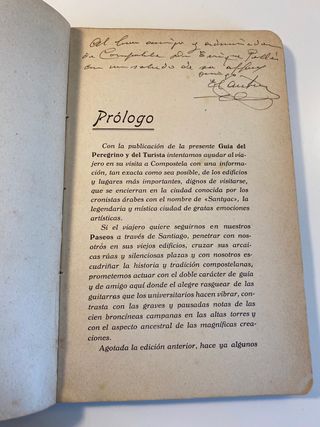 Al buen amigo y admirador
de Compostela Don Enrique
con un saludo de su affmo
amigo
El autor
Prólogo
Con la publicación de la presente Guía del
Peregrino y del Turista intentamos ayudar al via-
jero en su visita a Compostela con una informa-
ción, tan exacta como sea posible, de los edificios
y lugares más importantes, dignos de visitarse,
que se encierran en la ciudad conocida por los
cronistas árabes con el nombre de «Santyac», la
legendaria y mística ciudad de gratas emociones
artísticas.
Si el viajero quiere seguirnos en nuestros
Paseos a través de Santiago, penetrar con nos-
otrós en sus viejos edificios, cruzar sus arcai-
cas rúas y silenciosas plazas y con nosotros es-
cudriñar la historia y tradición compostelanas,
prometemos actuar con el doble carácter de guía
y de amigo aquí donde el alegre rasguear de las
guitarras que los universitarios hacen vibrar, con-
trasta con las graves y pausadas notas de las
cien broncíneas campanas en las altas torres y
con el aspecto ancestral de las magníficas crea-
ciones.
Agotada la edición anterior, hace ya algunos